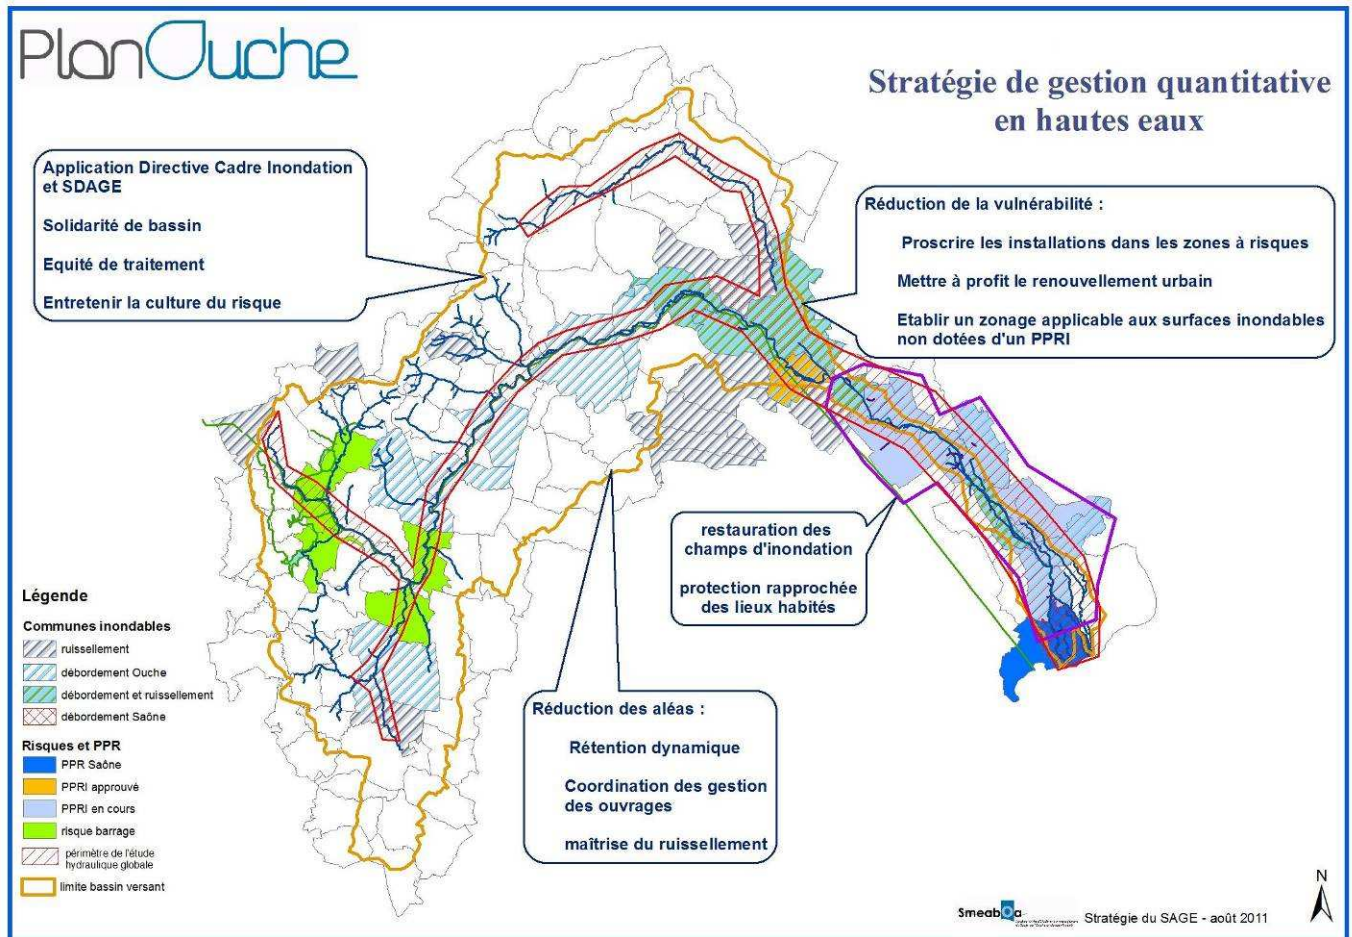 PlanOuche
Stratégie de gestion quantitative
en hautes eaux
Application Directive Cadre Inondation
et SDAGE
Solidarité de bassin
Equité de traitement
Entretenir la culture du risque
Réduction de la vulnérabilité :
Proscrire les installations dans les zones à risques
Mettre à profit le renouvellement urbain
Etablir un zonage applicable aux surfaces inondables
non dotées d'un PPRI
restauration des
champs d'inondation
protection rapprochée
des lieux habités
Réduction des aléas :
Rétention dynamique
Coordination des gestion
des ouvrages
maîtrise du ruissellement
Légende
Communes inondables
ruissellement
débordement Ouche
débordement et ruissellement
débordement Saône
Risques et PPR
PPR Saône
PPRI approuvé
PPRI en cours
risque barrage
périmètre de l'étude
hydraulique globale
limite bassin versant
N
SmeabOa
Stratégie du SAGE - août 2011